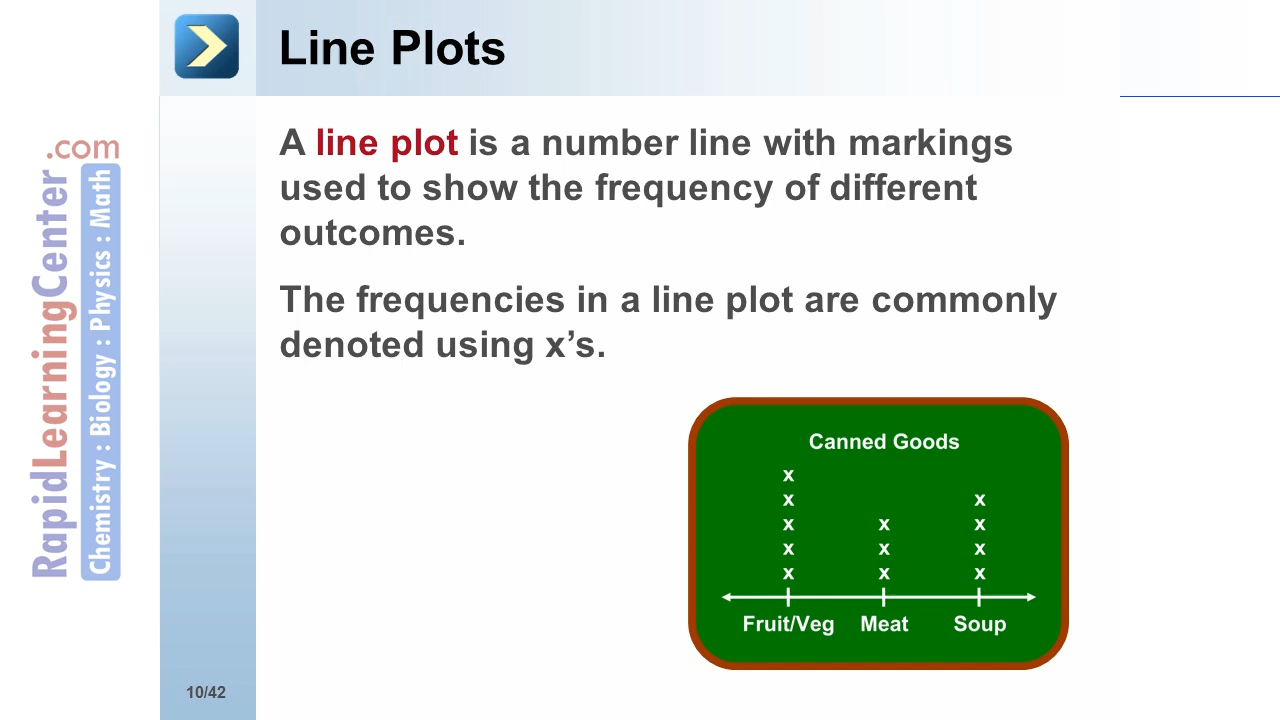 Line Plots
A line plot is a number line with markings
used to show the frequency of different
outcomes.
The frequencies in a line plot are commonly
denoted using x’s.
Canned Goods
x
x x
x x x
x x x
x x x
Fruit/Veg Meat Soup
RapidLearningCenter.com
Chemistry : Biology : Physics : Math
10/42